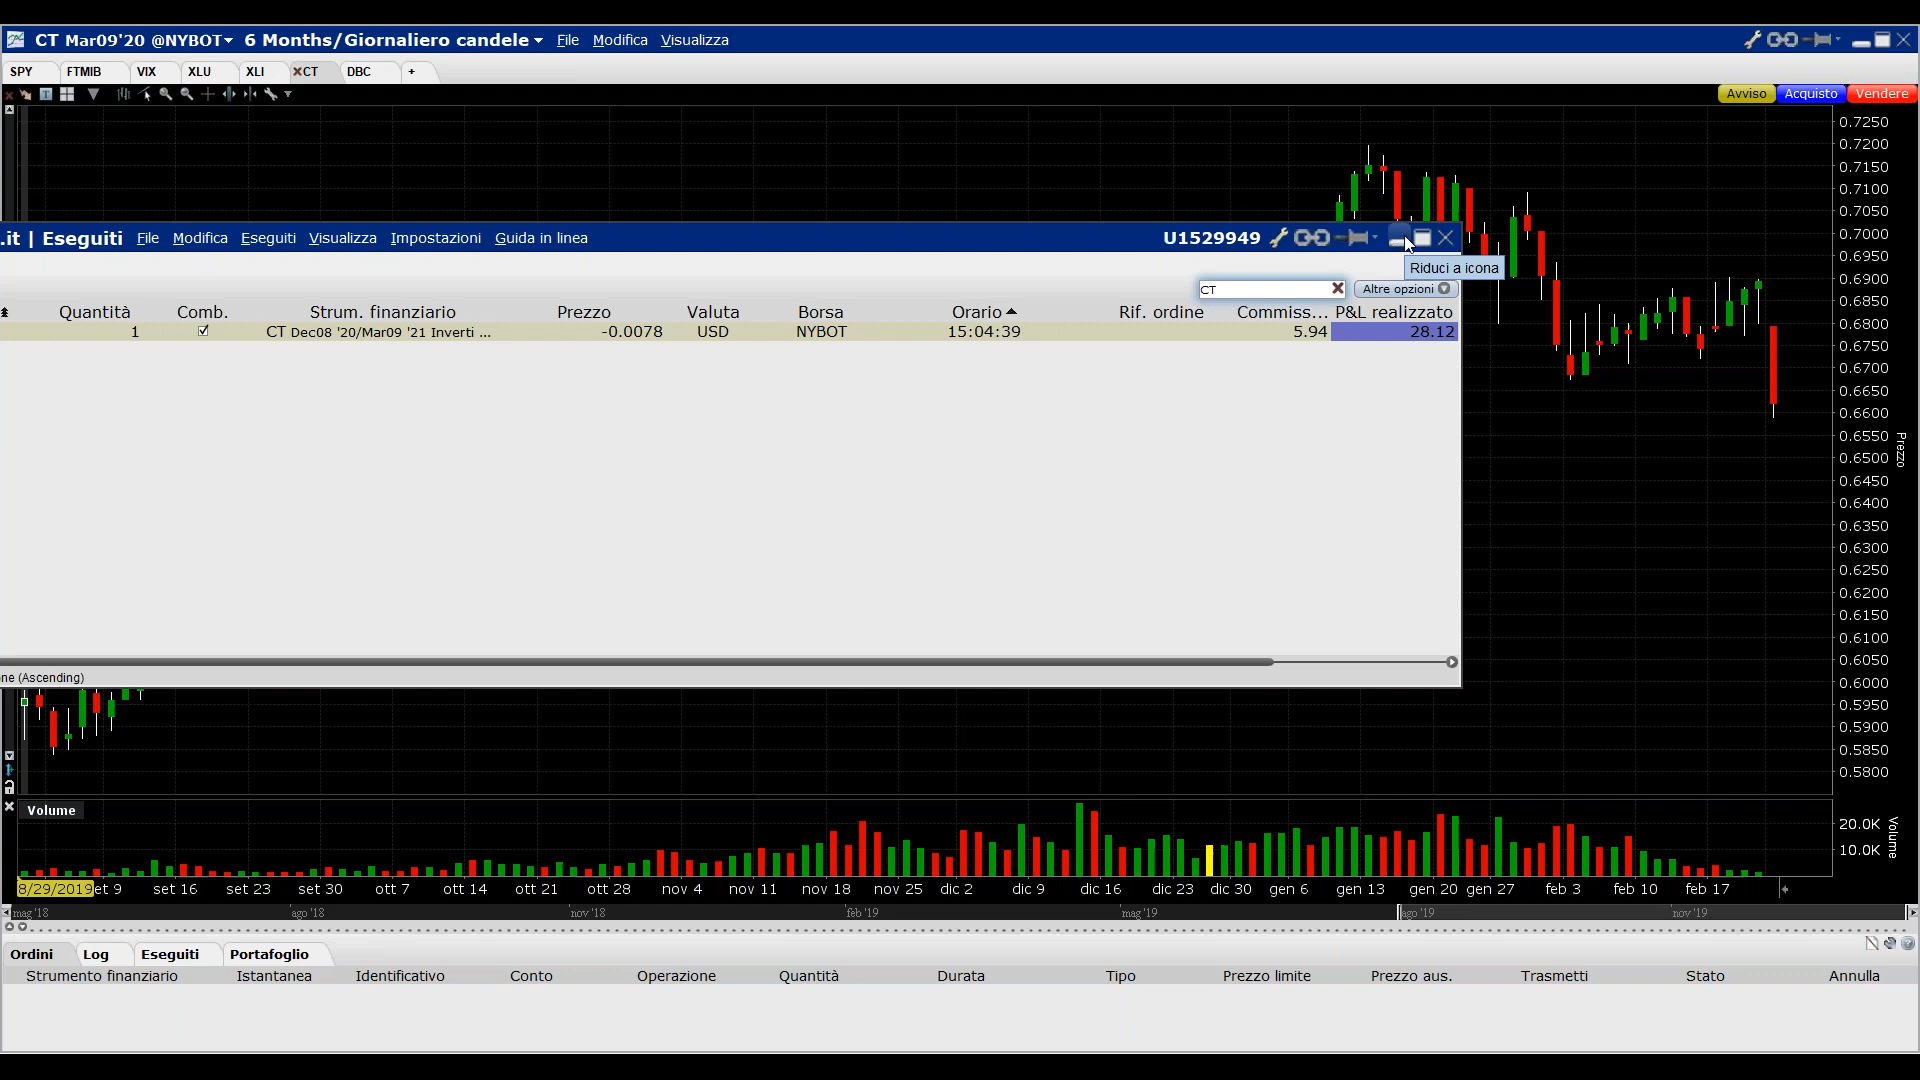 CT Mar09'20 @NYBOT 6 Months/Giornaliero candele File Modifica Visualizza
SPY FTMIB VIX XLU XLI CT DBC +
Avviso Acquisto Vendere
0.7250
0.7200
0.7150
0.7100
0.7050
.it | Eseguiti File Modifica Eseguiti Visualizza Impostazioni Guida in linea U1529949
0.7000
0.6950
Riduci a icona
0.6900
CT Altre opzioni
0.6850
Quantità Comb. Strum. finanziario Prezzo Valuta Borsa Orario Rif. ordine Commiss... P&L realizzato
0.6800
1 CT Dec08 '20/Mar09 '21 Inverti ... -0.0078 USD NYBOT 15:04:39 5.94 28.12
0.6750
0.6700
0.6650
0.6600
0.6550
Prezzo
0.6500
0.6450
0.6400
0.6350
0.6300
0.6250
0.6200
0.6150
0.6100
0.6050
ne (Ascending)
0.6000
0.5950
0.5900
0.5850
0.5800
Volume
20.0K
Volume
10.0K
8/29/2019 et 9 set 16 set 23 set 30 ott 7 ott 14 ott 21 ott 28 nov 4 nov 11 nov 18 nov 25 dic 2 dic 9 dic 16 dic 23 dic 30 gen 6 gen 13 gen 20 gen 27 feb 3 feb 10 feb 17
mag '18 ago '18 nov '18 feb '19 mag '19 ago '19 nov '19
Ordini Log Eseguiti Portafoglio
Strumento finanziario Istantanea Identificativo Conto Operazione Quantità Durata Tipo Prezzo limite Prezzo aus. Trasmetti Stato Annulla